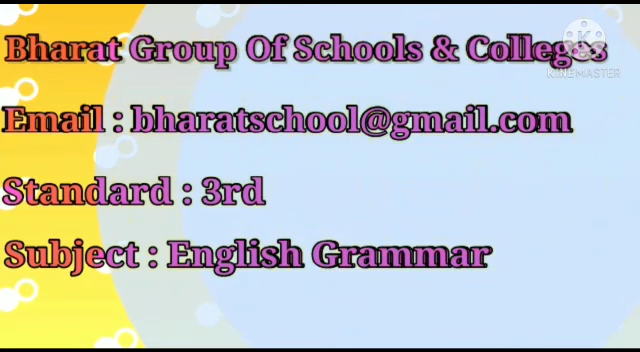 Bharat Group Of Schools & Colleges
KINEMASTER
Email : bharatschool@gmail.com
Standard : 3rd
Subject : English Grammar